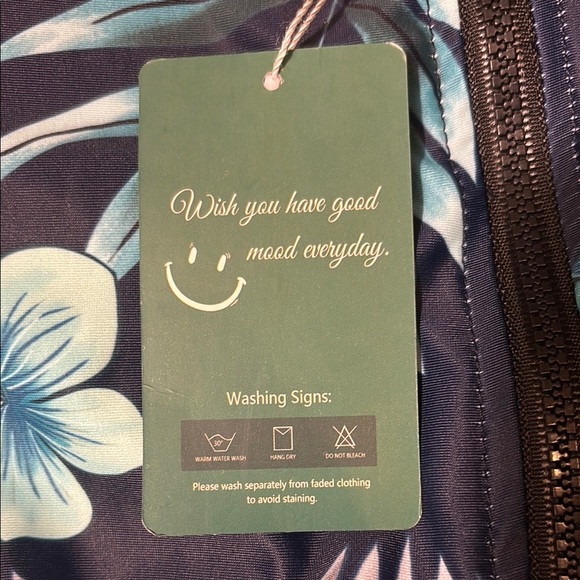 Wish you have good
mood everyday.
Washing Signs:
30°
WARM WATER WASH HANG DRY DO NOT BLEACH
Please wash separately from faded clothing
to avoid staining.